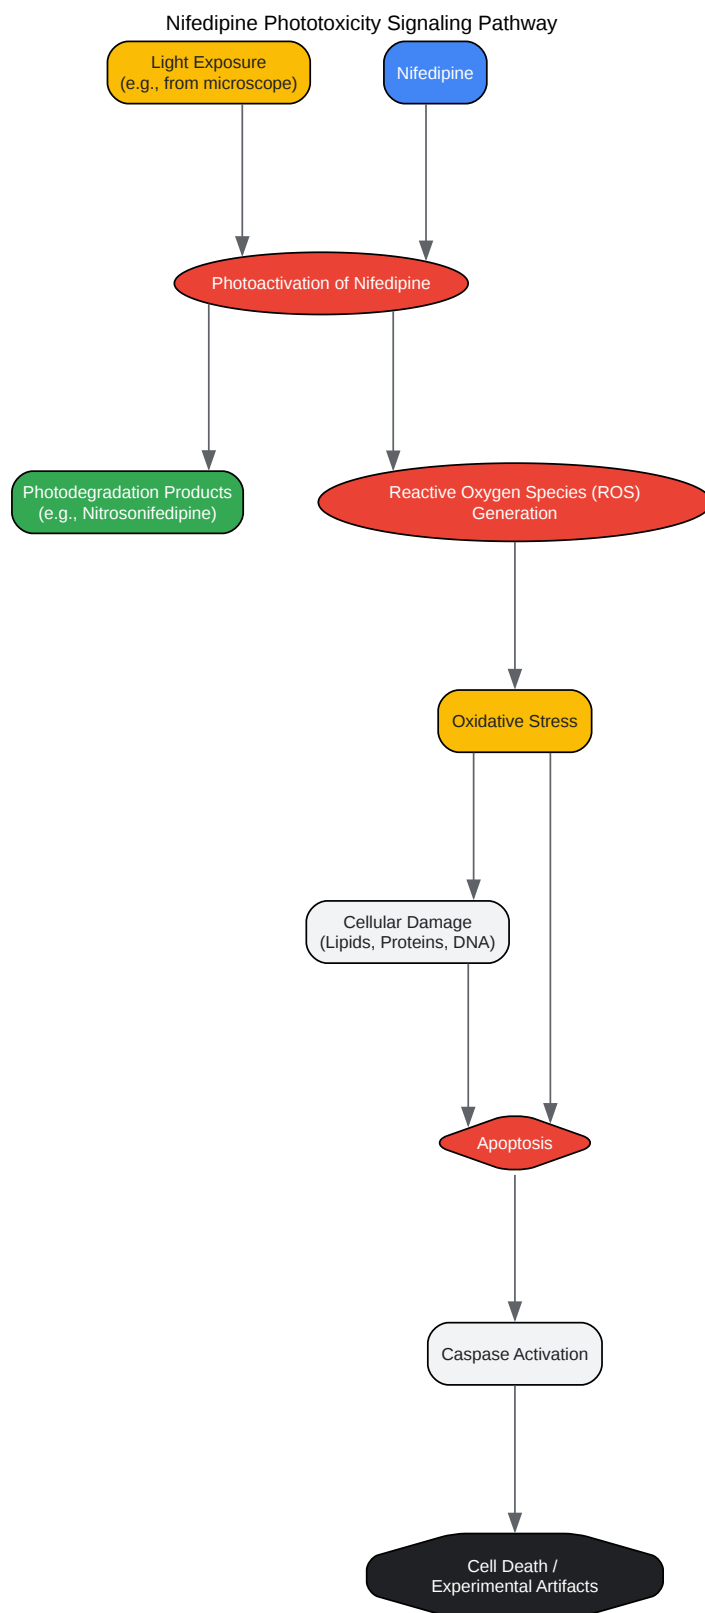 Nifedipine Phototoxicity Signaling Pathway
Light Exposure
(e.g., from microscope)
Nifedipine
Photoactivation of Nifedipine
Photodegradation Products
(e.g., Nitrosonifedipine)
Reactive Oxygen Species (ROS)
Generation
Oxidative Stress
Cellular Damage
(Lipids, Proteins, DNA)
Apoptosis
Caspase Activation
Cell Death /
Experimental Artifacts